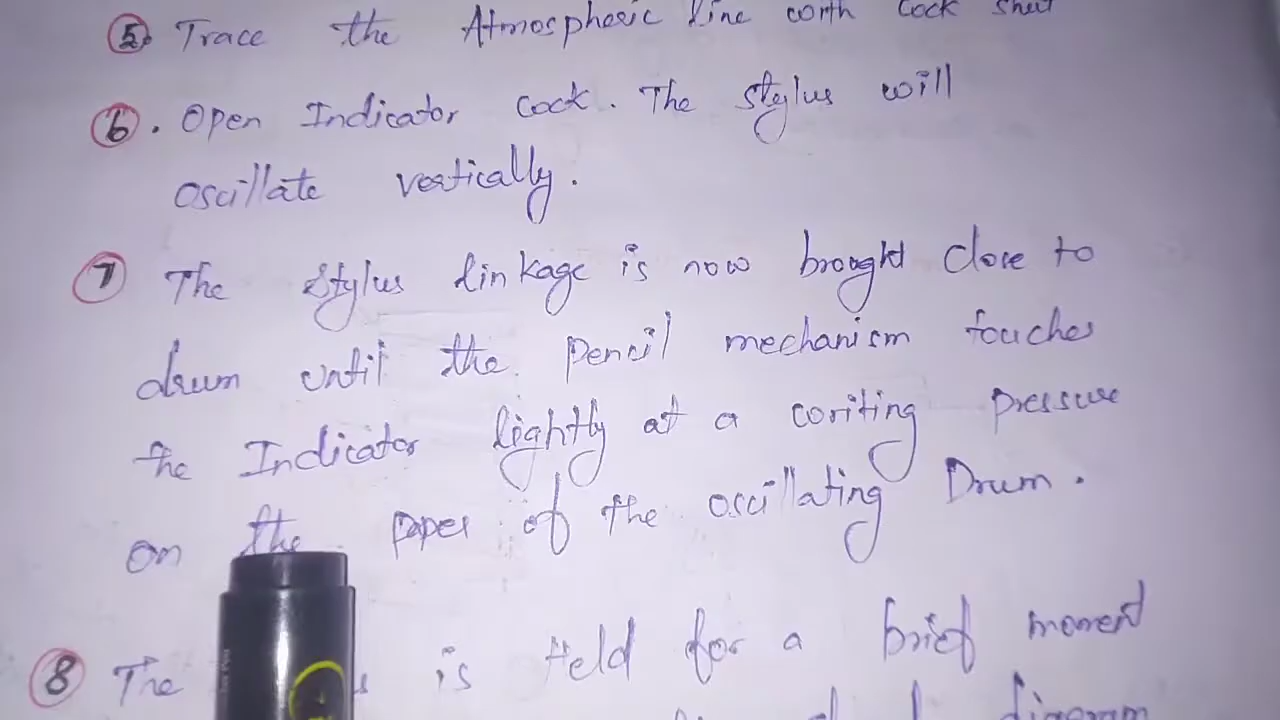 5. Trace the Atmospheric line with Cock shut
6. Open Indicator cock. The stylus will
oscillate vertically.
7 The stylus linkage is now brought close to
drum until the pencil mechanism touches
the Indicator lightly at a writing pressure
on the paper of the oscillating Drum.
8 The is Held for a brief moment
diagram